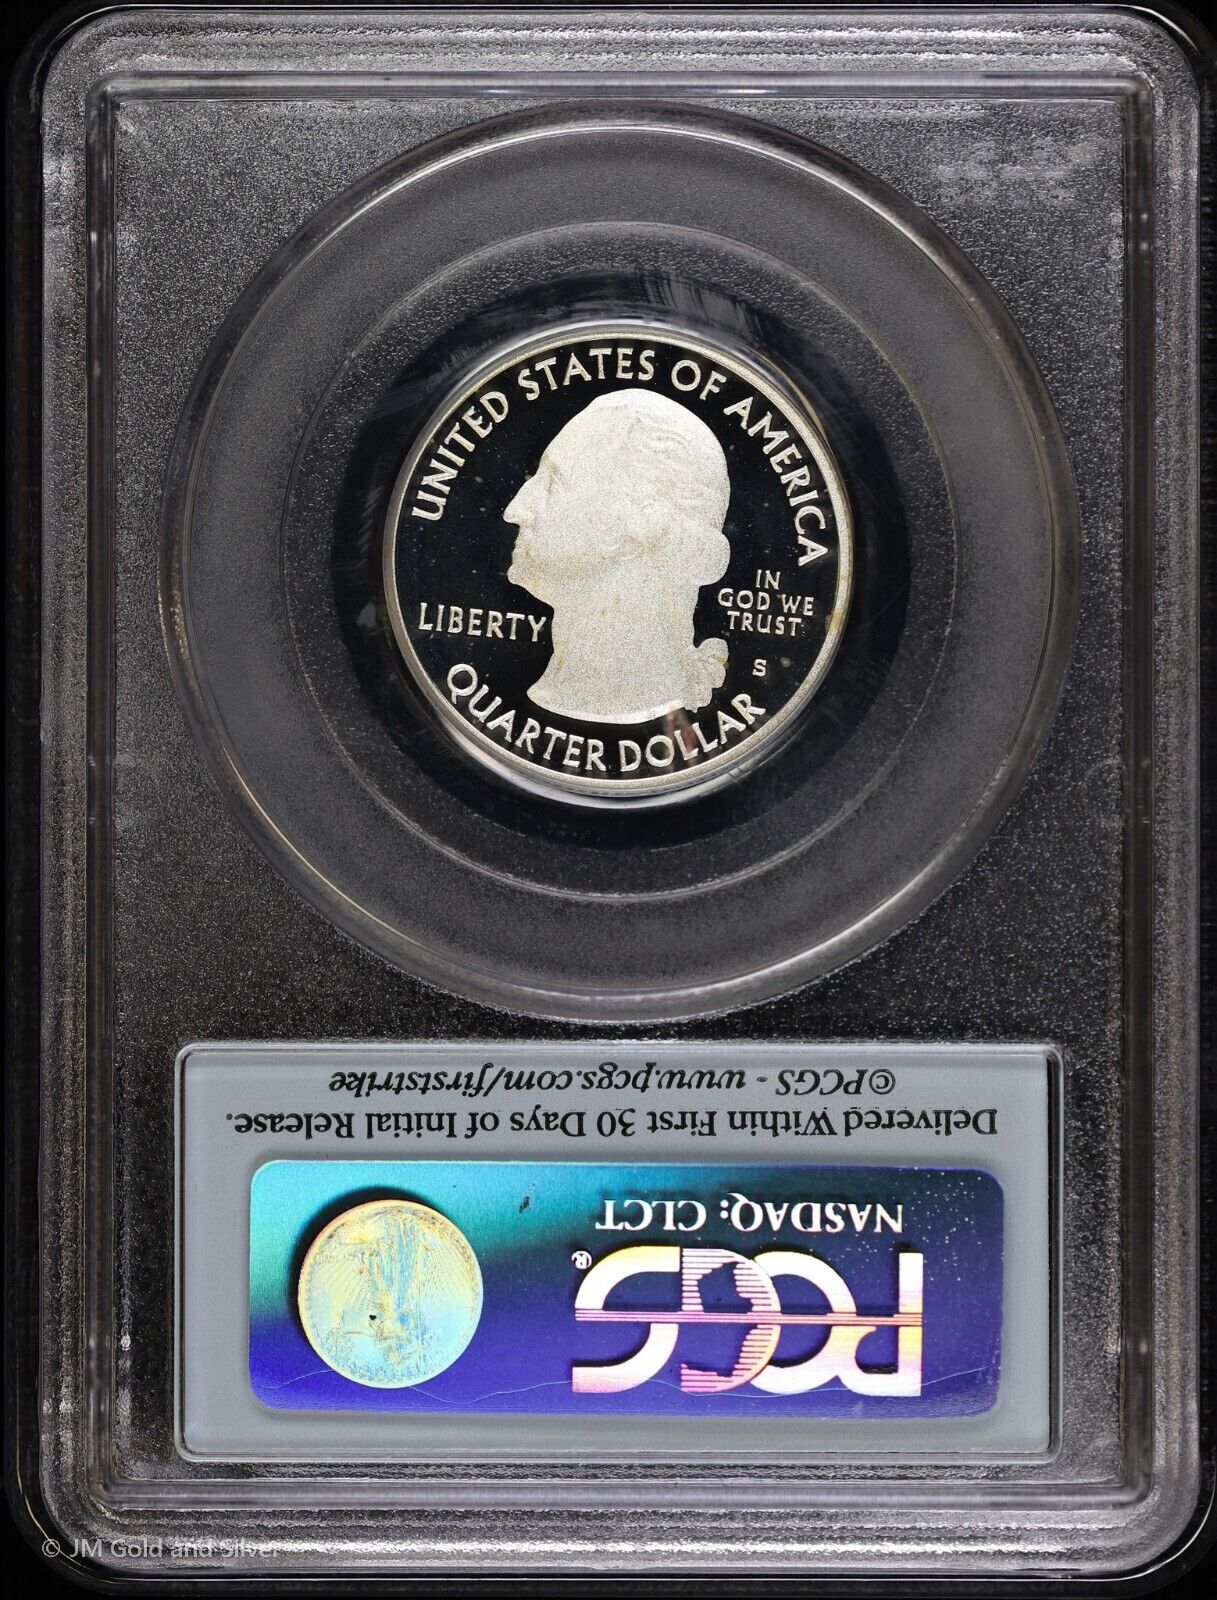 UNITED STATES OF AMERICA
LIBERTY
IN
GOD WE
TRUST
S
QUARTER DOLLAR
©PCGS - www.pcgs.com/firststrike
Delivered Within First 30 Days of Initial Release.
NASDAQ: CLCT
PCGS®
© JM Gold and Silver